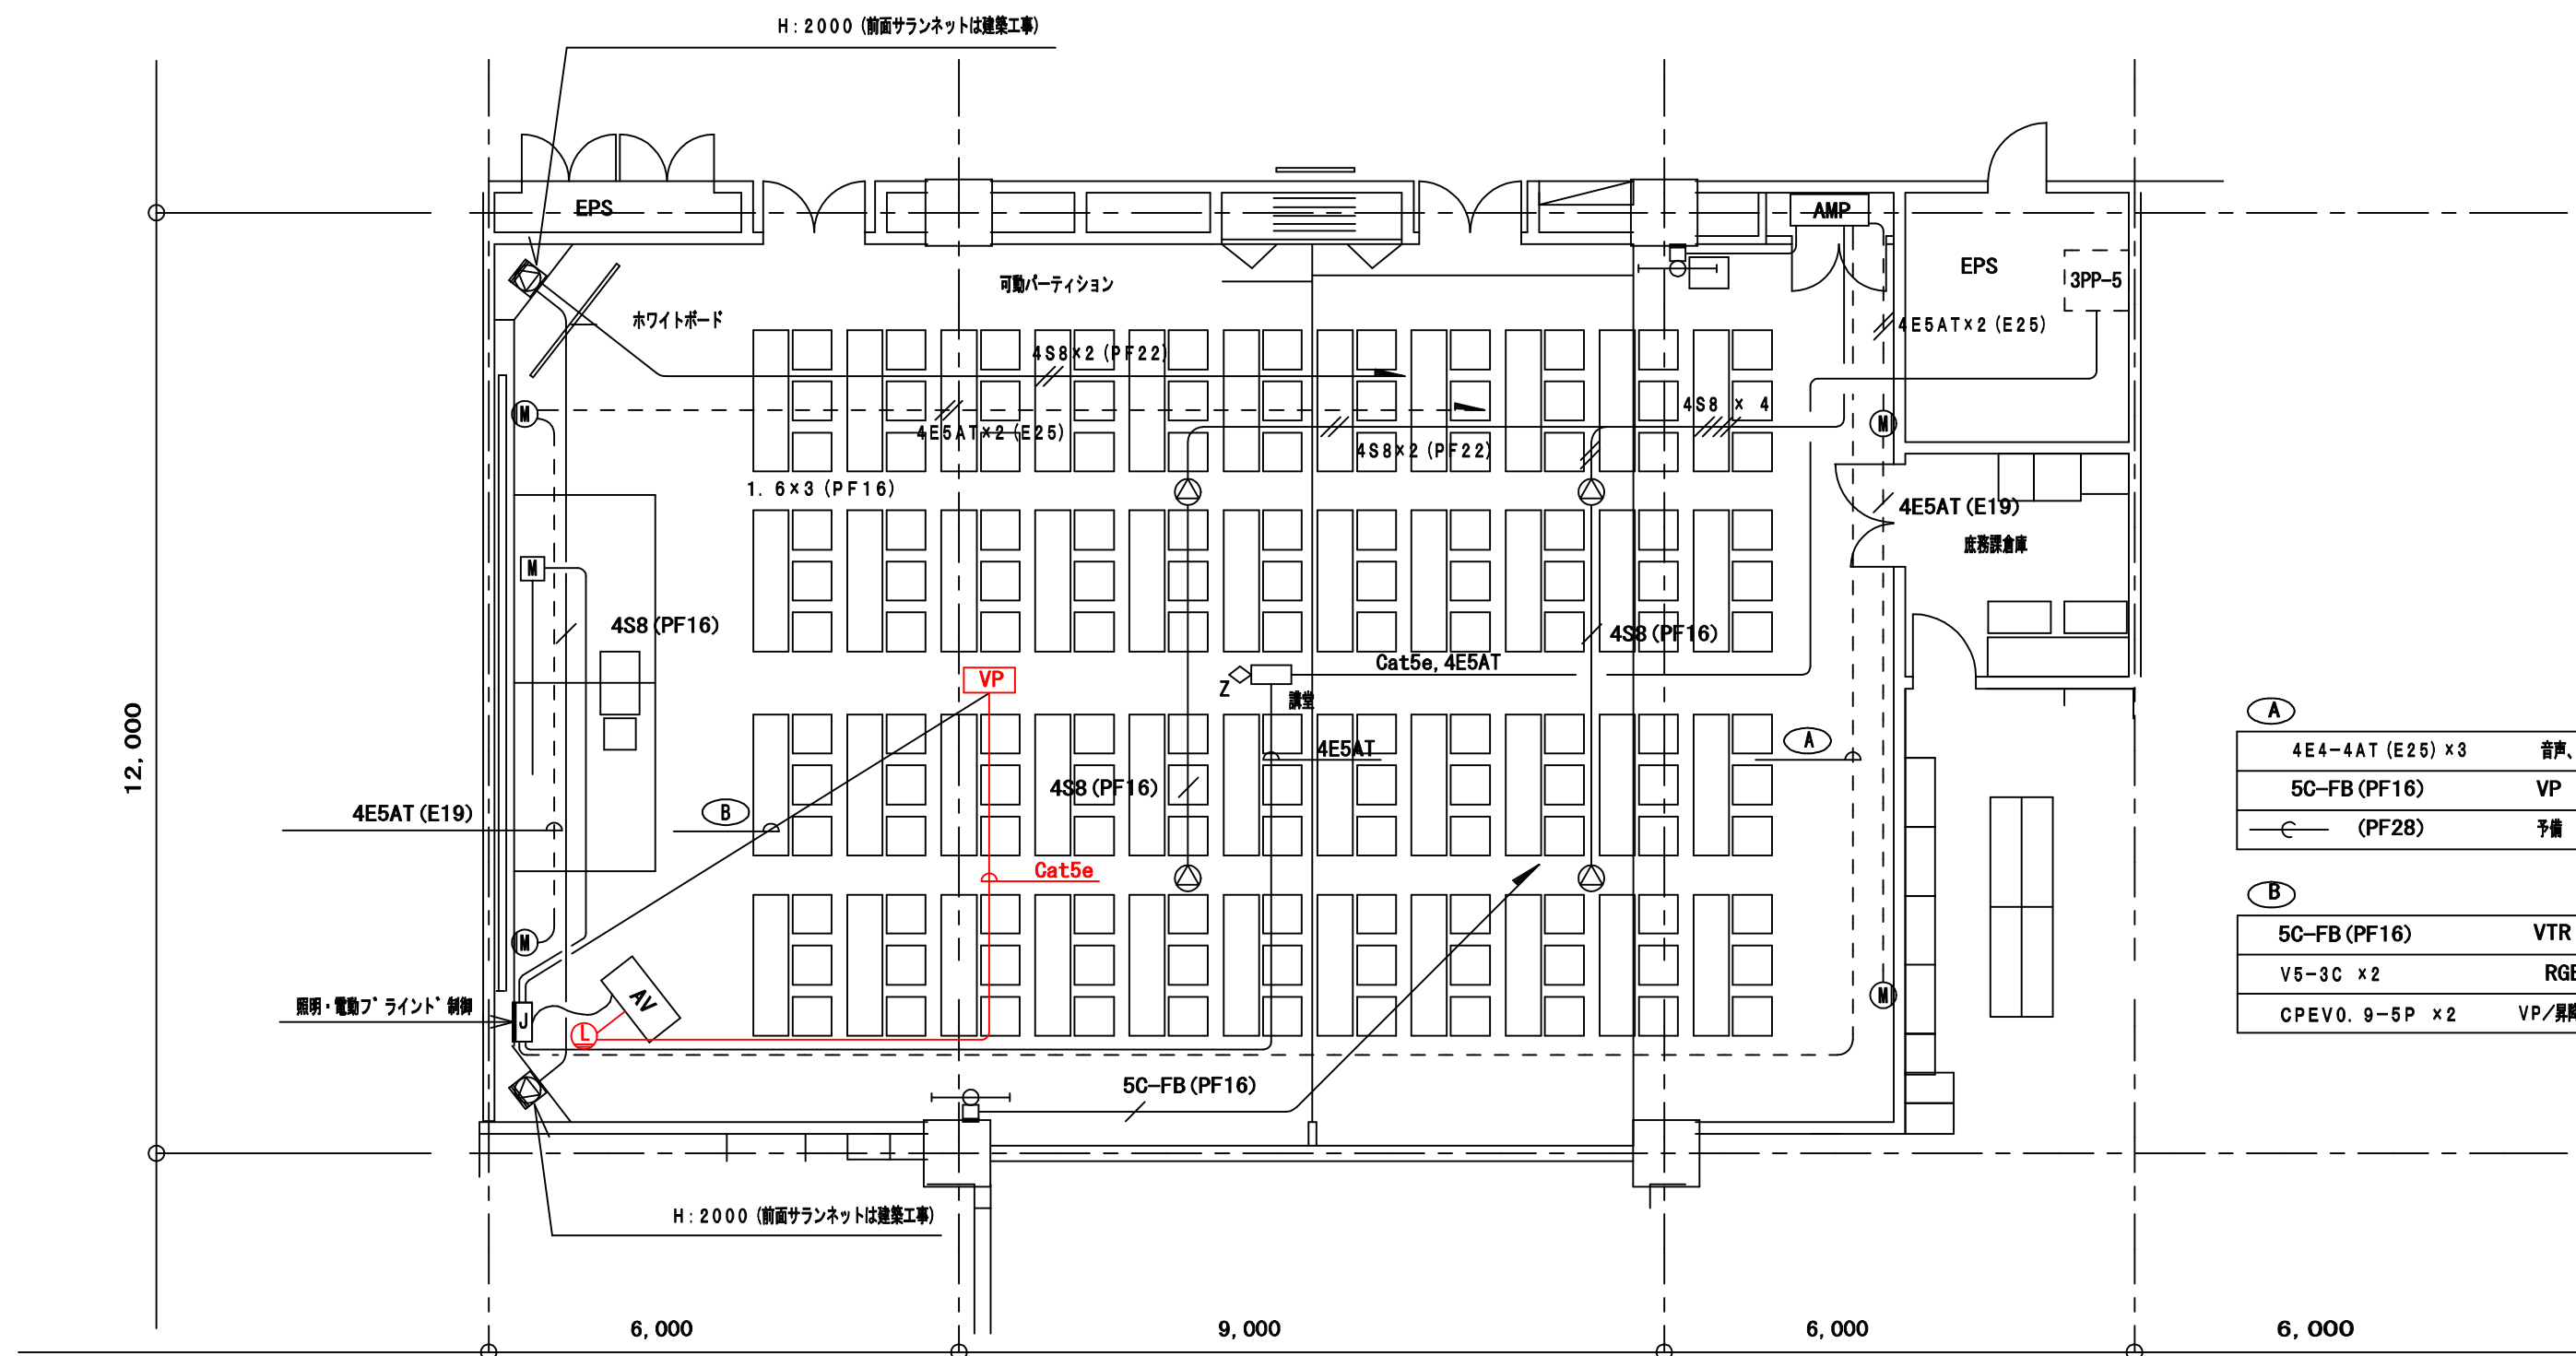 H:2000(前面サランネットは建築工事)
EPS
AMP
EPS
3PP-5
可動パーティション
ホワイトボード
4E5AT×2(E25)
4S8×2(PF22)
M
4S8 × 4
M
4E5AT×2(E25)
4S8×2(PF22)
1.6×3(PF16)
4E5AT(E19)
庶務課倉庫
M
4S8(PF16)
4S8(PF16)
Cat5e,4E5AT
VP
Z
講堂
12,000
A
4E5AT
A
4E4-4AT(E25)×3 音声、
5C-FB(PF16) VP
(PF28) 予備
4S8(PF16)
4E5AT(E19)
B
Cat5e
B
5C-FB(PF16) VTR
V5-3C ×2 RGB
CPEV0.9-5P ×2 VP/昇降
M
M
AV
照明・電動ブラインド制御
J
L
5C-FB(PF16)
H:2000(前面サランネットは建築工事)
6,000
9,000
6,000
6,000